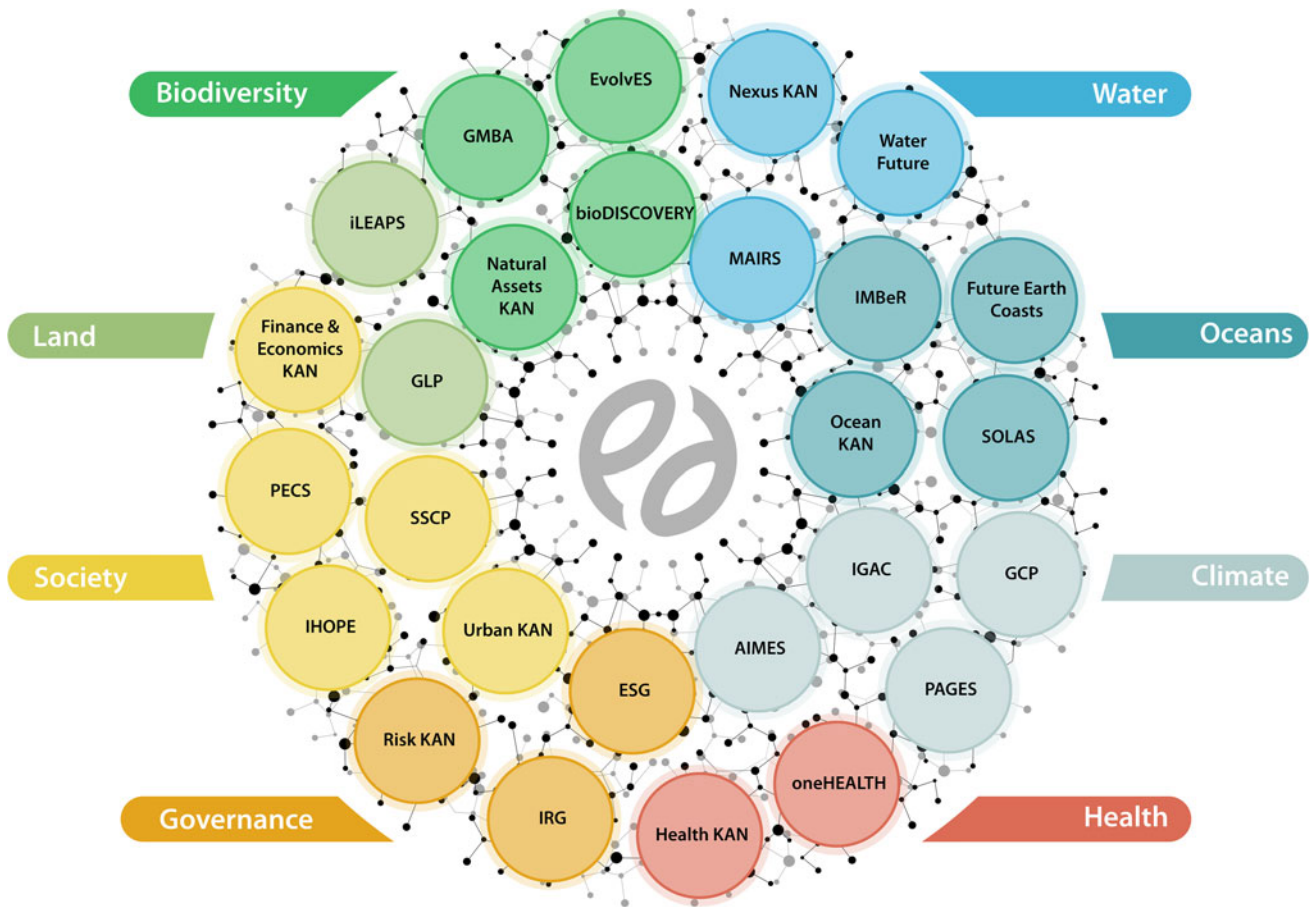 Biodiversity
Water
EvolvES
Nexus KAN
GMBA
Water
Future
iLEAPS
bioDISCOVERY
MAIRS
Natural
Assets
KAN
IMBeR
Future Earth
Coasts
Land
Finance &
Economics
KAN
GLP
Oceans
Ocean
KAN
SOLAS
PECS
SSCP
Society
IGAC
GCP
Climate
IHOPE
Urban KAN
AIMES
ESG
PAGES
Risk KAN
oneHEALTH
Governance
IRG
Health KAN
Health